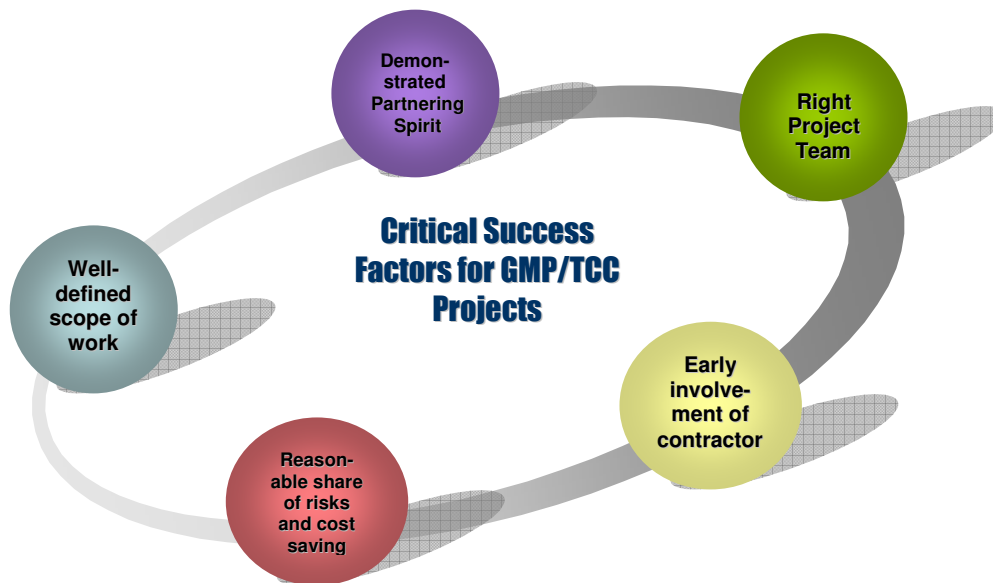 Demon-
strated
Partnering
Spirit
Right
Project
Team
Critical Success
Factors for GMP/TCC
Projects
Well-
defined
scope of
work
Early
involve-
ment of
contractor
Reason-
able share
of risks
and cost
saving